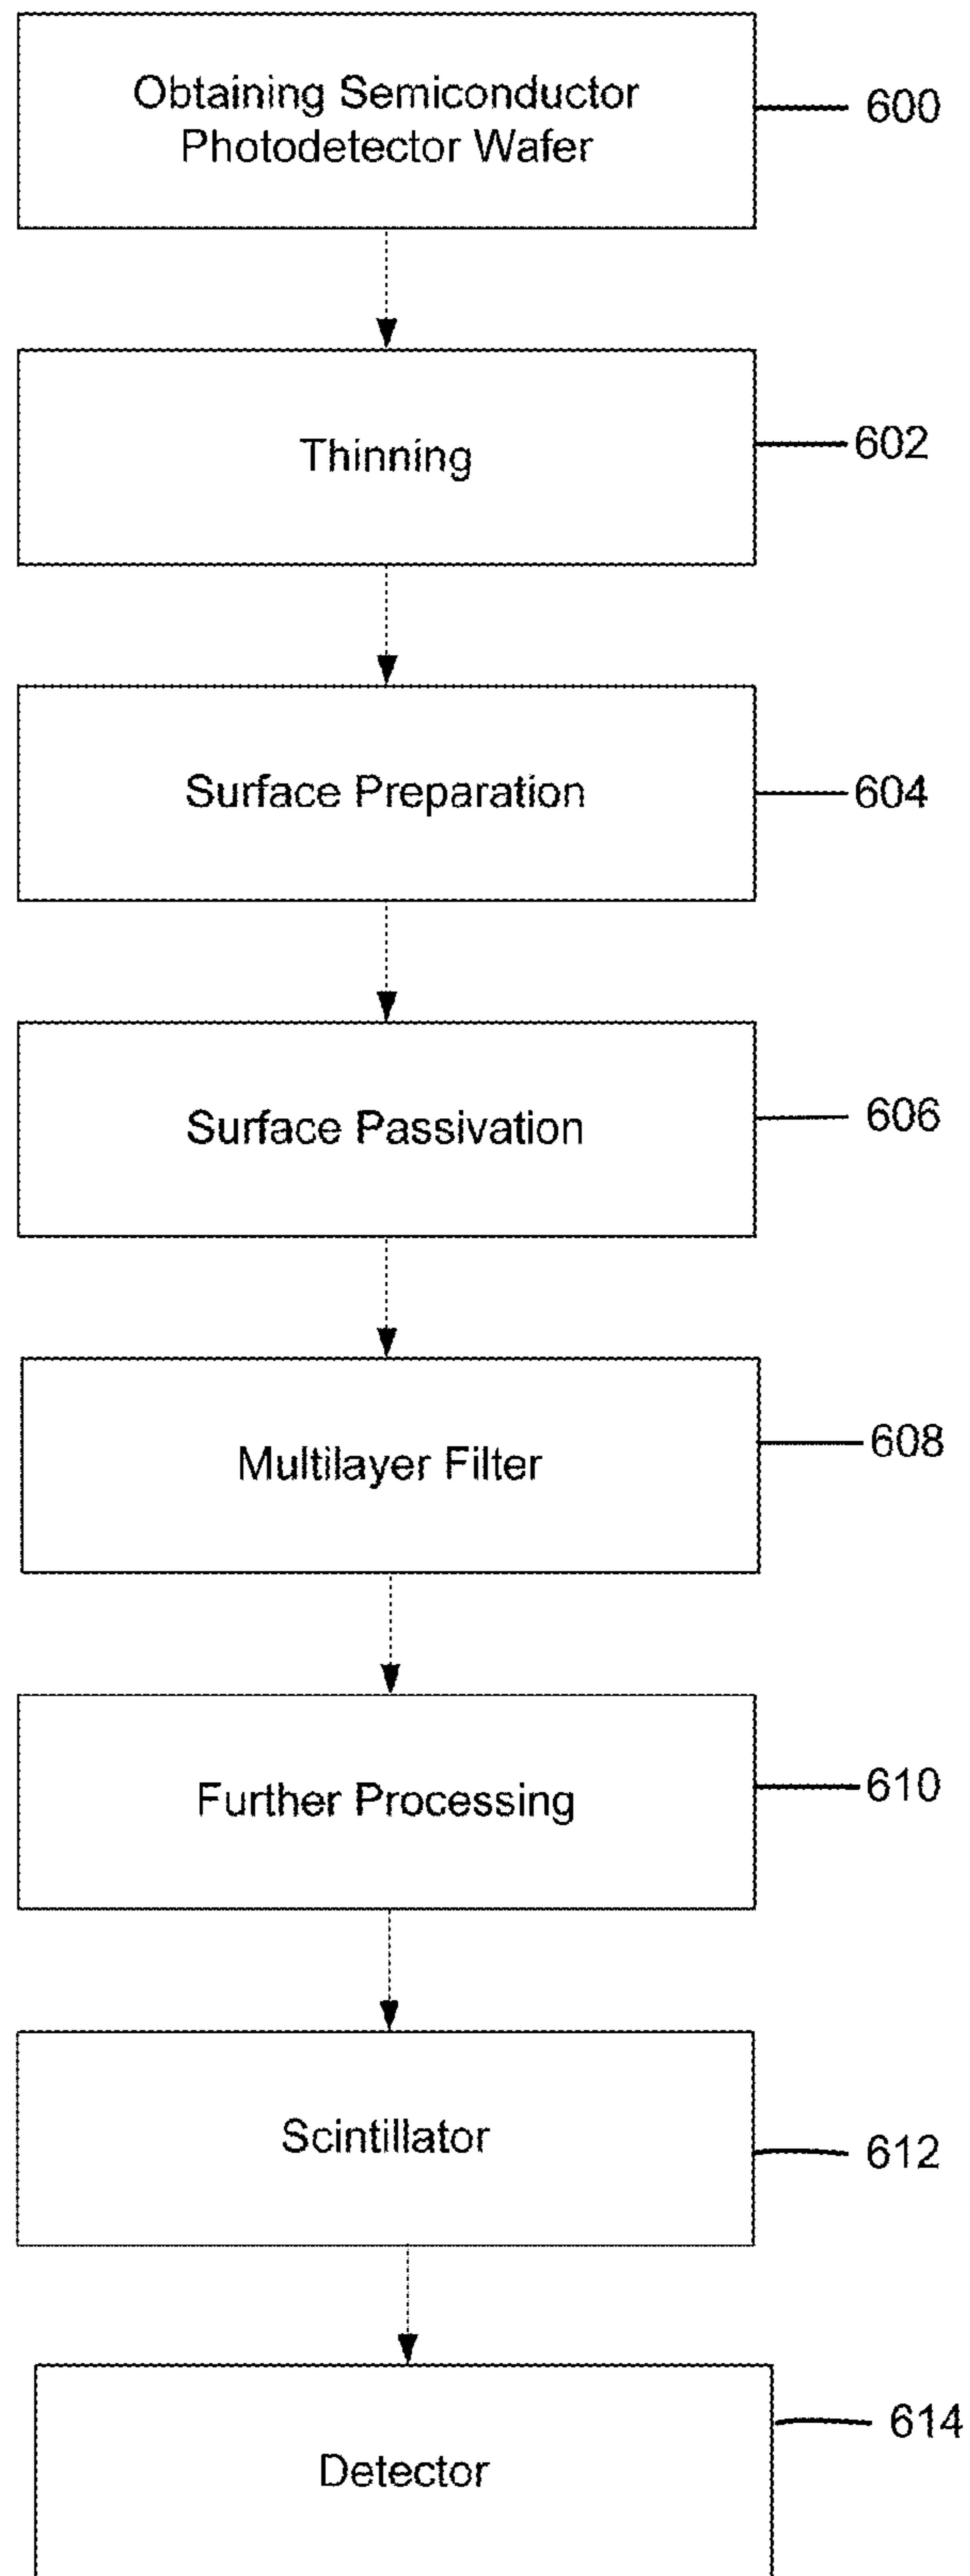 Obtaining Semiconductor
Photodetector Wafer
600
Thinning
602
Surface Preparation
604
Surface Passivation
606
Multilayer Filter
608
Further Processing
610
Scintillator
612
Detector
614